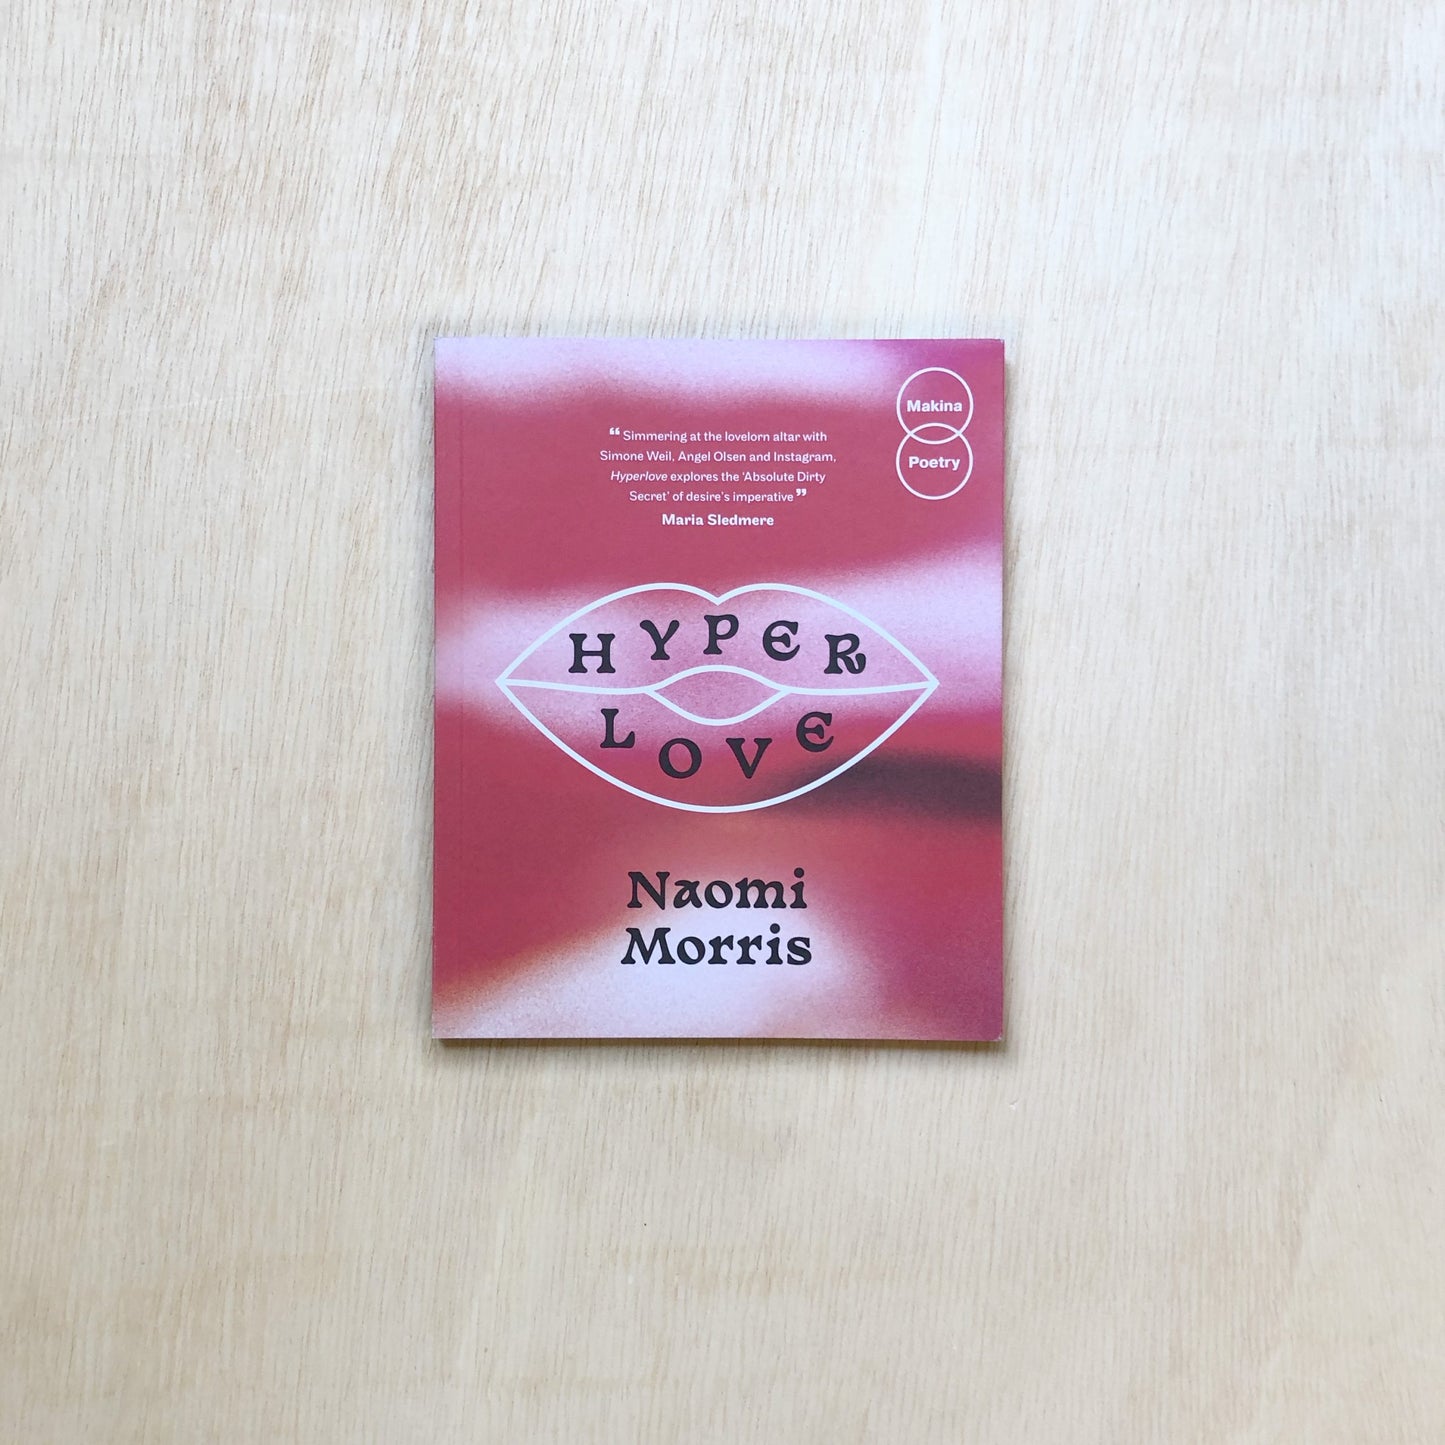 Makina
Poetry
❝ Simmering at the lovelorn altar with
Simone Weil, Angel Olsen and Instagram,
Hyperlove explores the ‘Absolute Dirty
Secret’ of desire’s imperative ❞
Maria Sledmere
HYPER
LOVE
Naomi
Morris